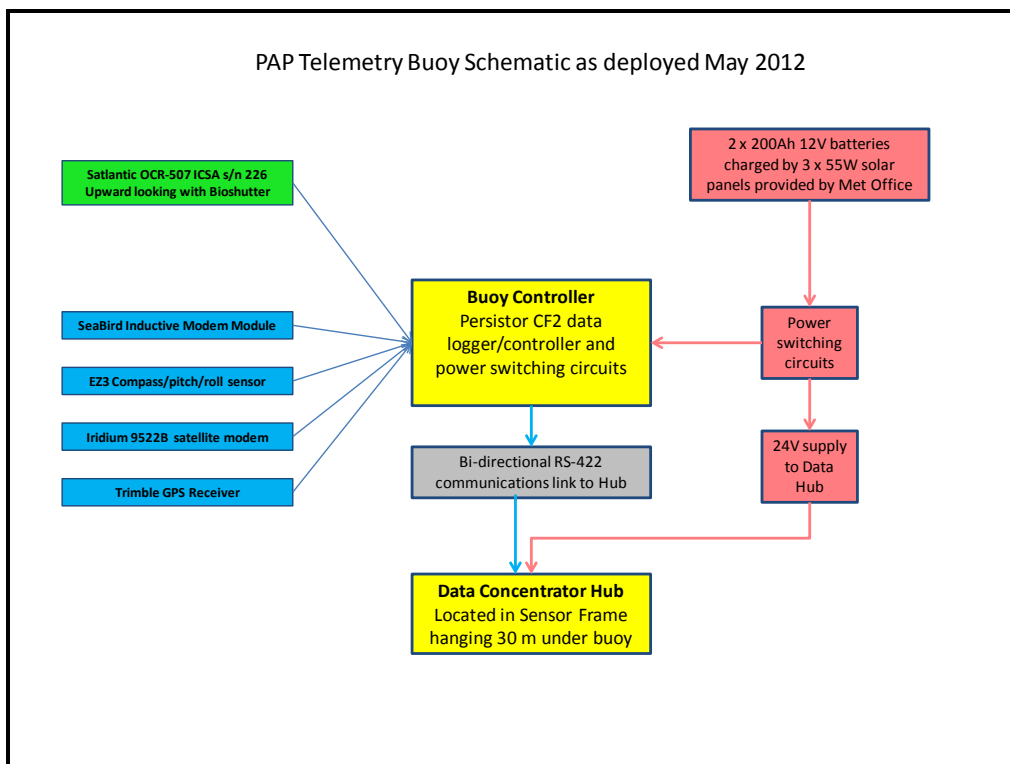 PAP Telemetry Buoy Schematic as deployed May 2012
Satlantic OCR-507 ICSA s/n 226
Upward looking with Bioshutter
2 x 200Ah 12V batteries
charged by 3 x 55W solar
panels provided by Met Office
SeaBird Inductive Modem Module
EZ3 Compass/pitch/roll sensor
Iridium 9522B satellite modem
Trimble GPS Receiver
Buoy Controller
Persistor CF2 data
logger/controller and
power switching circuits
Power
switching
circuits
Bi-directional RS-422
communications link to Hub
24V supply
to Data
Hub
Data Concentrator Hub
Located in Sensor Frame
hanging 30 m under buoy